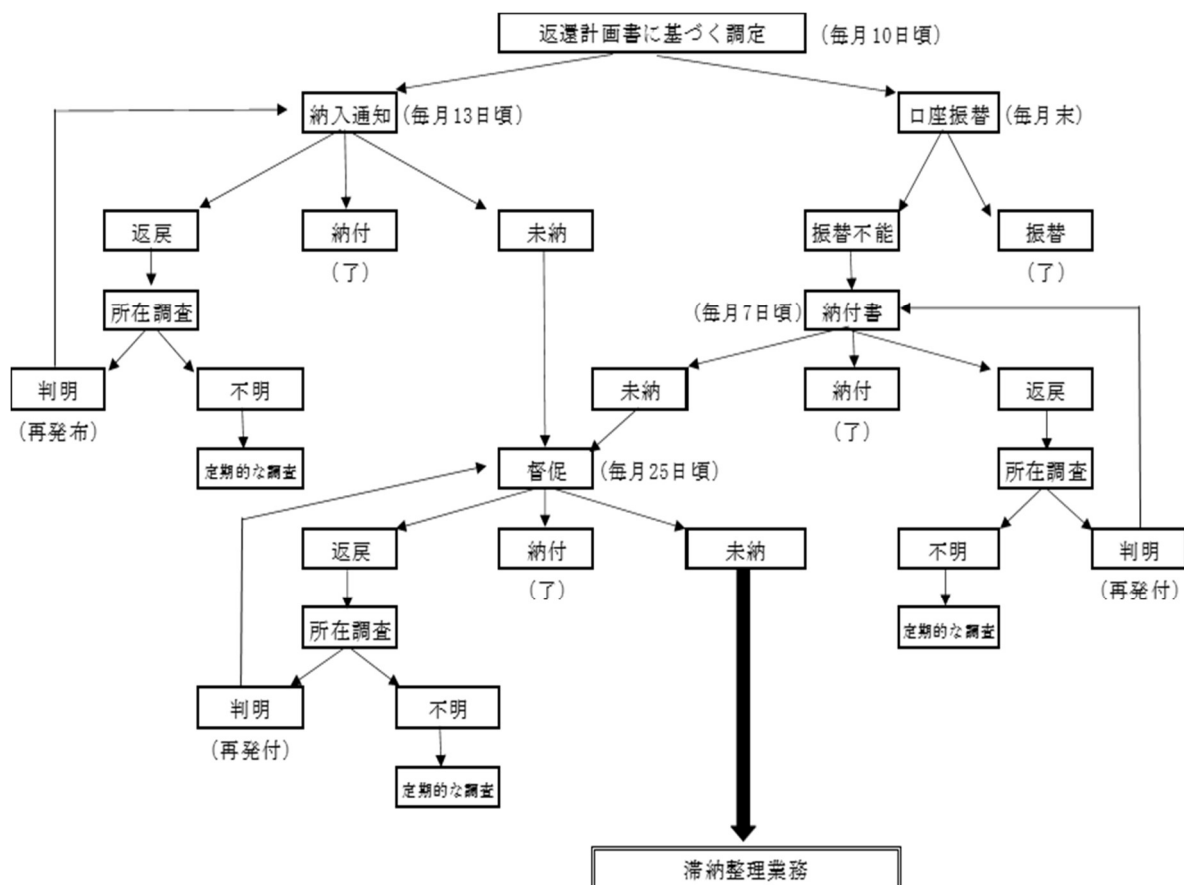 返還計画書に基づく調定 (毎月10日頃)
納入通知 (毎月13日頃) 口座振替 (毎月末)
返戻 納付 未納 振替不能 振替
(了) (了)
所在調査 (毎月7日頃) 納付書
判明 不明 未納 納付 返戻
(再発布) (了)
定期的な調査 督促 (毎月25日頃) 所在調査
返戻 納付 未納 不明 判明
(了) (再発付)
所在調査 定期的な調査
判明 不明
(再発付)
定期的な調査
滞納整理業務